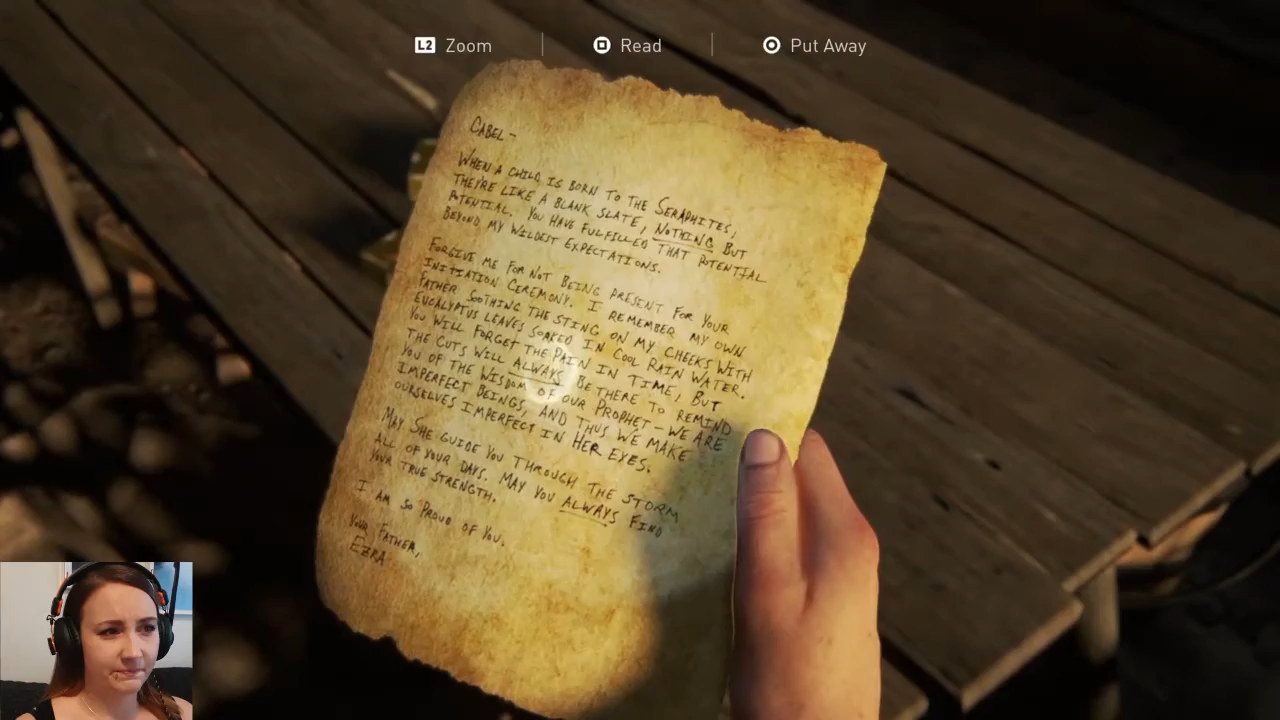 L2 Zoom Read Put Away
CABEL-
WHEN A CHILD IS BORN TO THE SERAPHITES,
THEY'RE LIKE A BLANK SLATE, NOTHING BUT
POTENTIAL. YOU HAVE FULFILLED THAT POTENTIAL
BEYOND MY WILDEST EXPECTATIONS.
FORGIVE ME FOR NOT BEING PRESENT FOR YOUR
INITIATION CEREMONY. I REMEMBER MY OWN
FATHER SOOTHING THE STING ON MY CHEEKS WITH
EUCALYPTUS LEAVES SOAKED IN COOL RAIN WATER.
YOU WILL FORGET THE PAIN IN TIME, BUT
THE CUTS WILL ALWAYS BE THERE TO REMIND
YOU OF THE WISDOM OF OUR PROPHET - WE ARE
IMPERFECT BEINGS, AND THUS WE MAKE
OURSELVES IMPERFECT IN HER EYES.
MAY SHE GUIDE YOU THROUGH THE STORM
ALL OF YOUR DAYS. MAY YOU ALWAYS FIND
YOUR TRUE STRENGTH.
I AM SO PROUD OF YOU.
YOUR FATHER,
EZRA